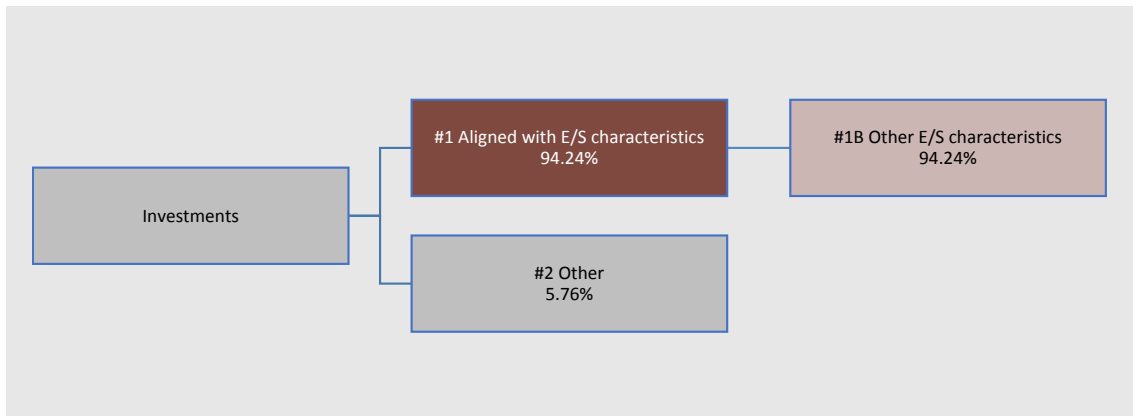 Investments
#1 Aligned with E/S characteristics
94.24%
#1B Other E/S characteristics
94.24%
#2 Other
5.76%